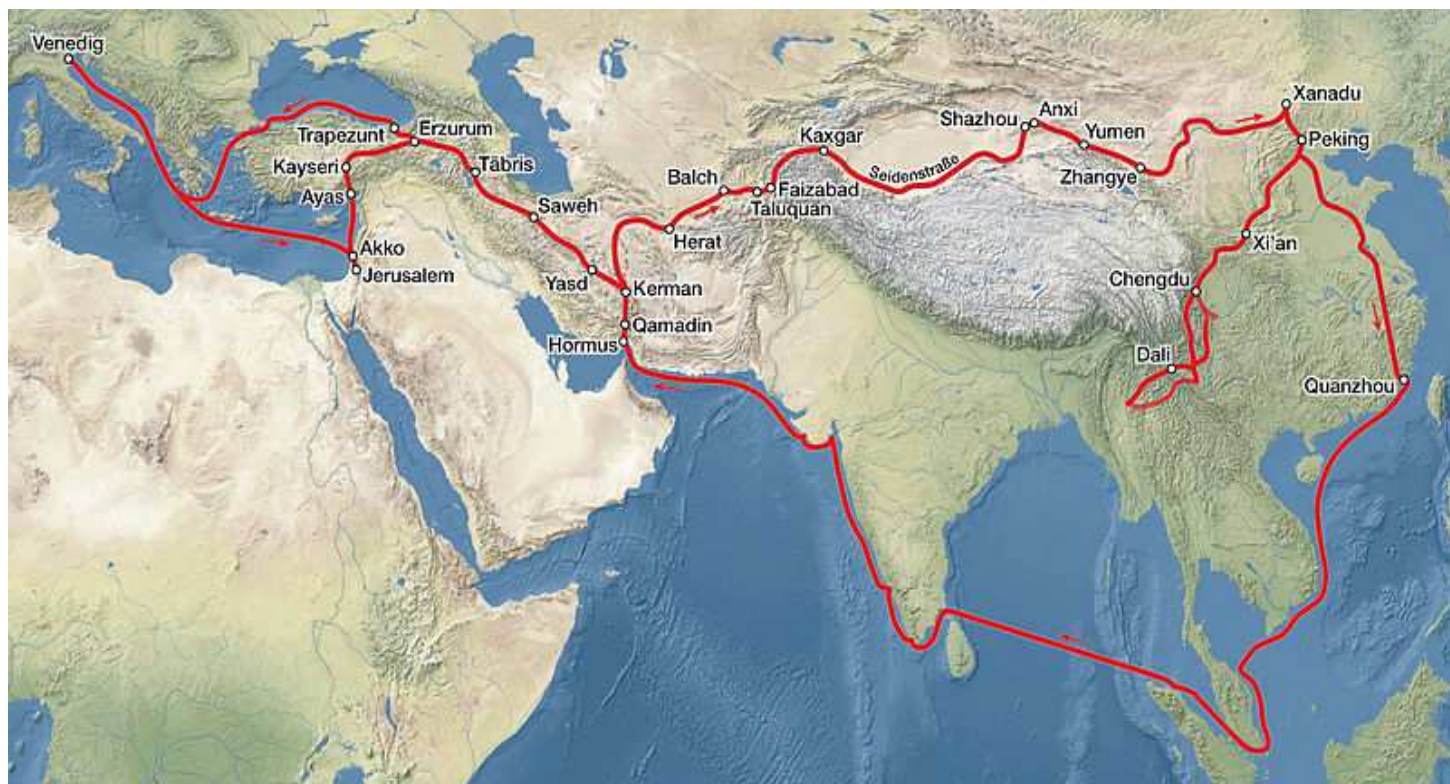 Venedig
Xanadu
Anxi
Shazhou
Trapezunt
Erzurum
Yumen
Peking
Kaxgar
Kayseri
Täbris
Seidenstraße
Zhangye
Balch
Faizabad
Ayas
Taluquan
Saweh
Herat
Xi'an
Akko
Jerusalem
Yasd
Kerman
Chengdu
Qamadin
Hormus
Dali
Quanzhou